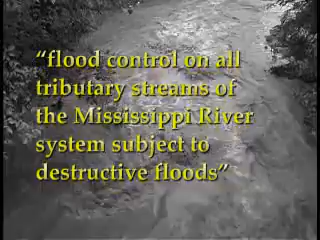 “flood control on all
tributary streams of
the Mississippi River
system subject to
destructive floods”